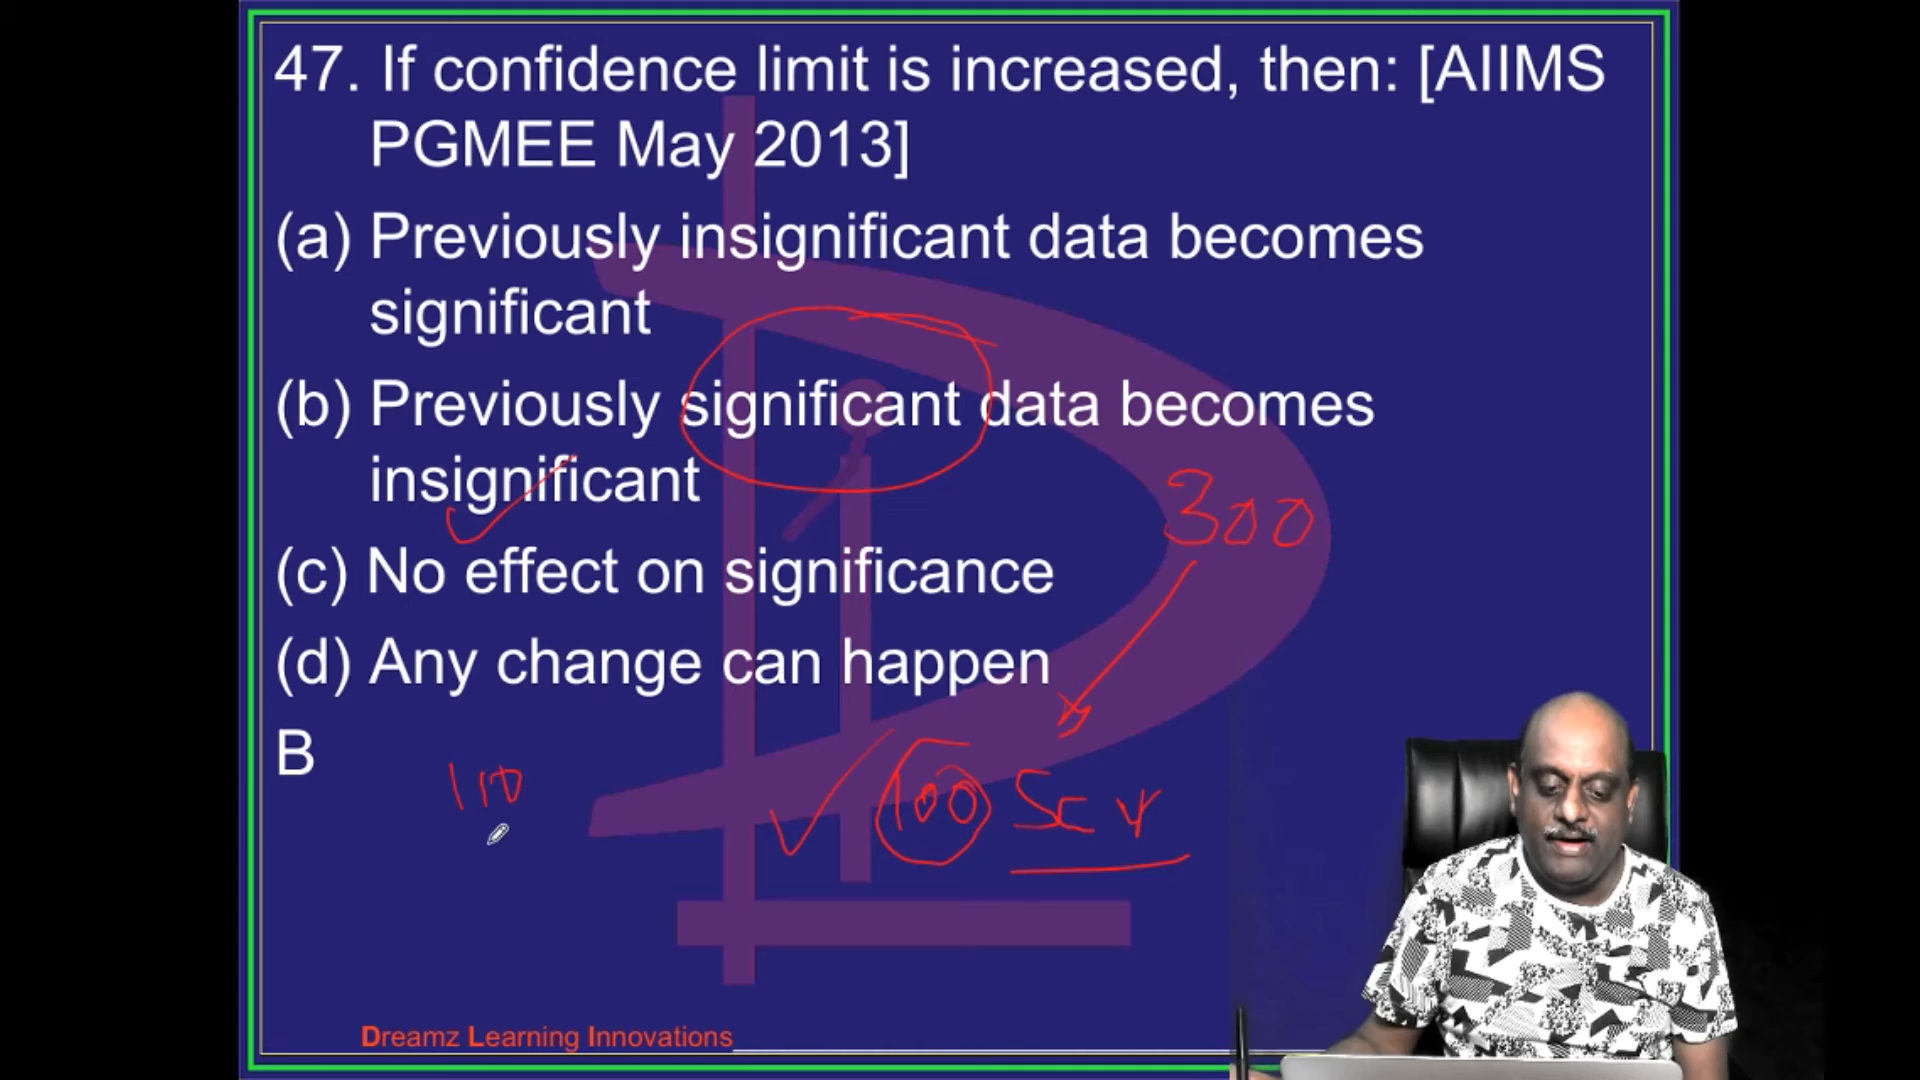 47. If confidence limit is increased, then: [AIIMS
PGMEE May 2013]
(a) Previously insignificant data becomes
significant
(b) Previously significant data becomes
insignificant
300
(c) No effect on significance
(d) Any change can happen
B
110
100
Dreamz Learning Innovations